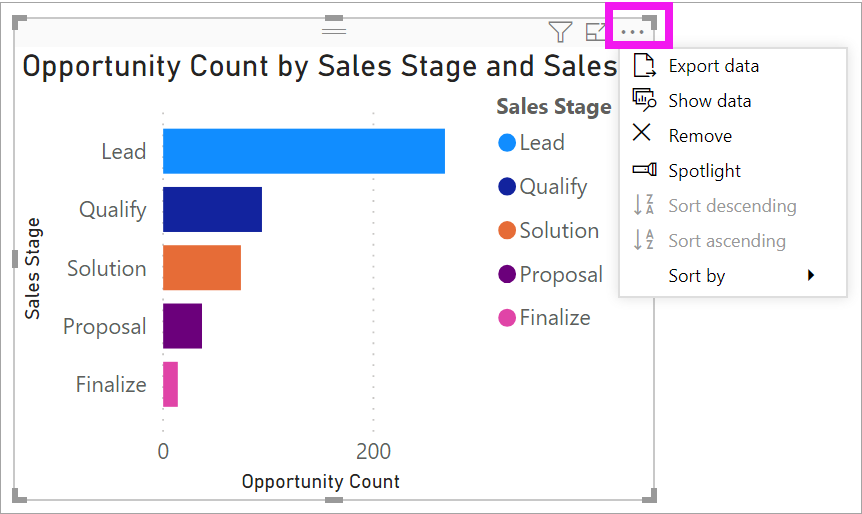 Opportunity Count by Sales Stage and Sales
Sales Stage
Lead
Qualify
Solution
Proposal
Finalize
Lead
Qualify
Solution
Proposal
Finalize
Sales Stage
0 200
Opportunity Count
Export data
Show data
Remove
Spotlight
Sort descending
Sort ascending
Sort by